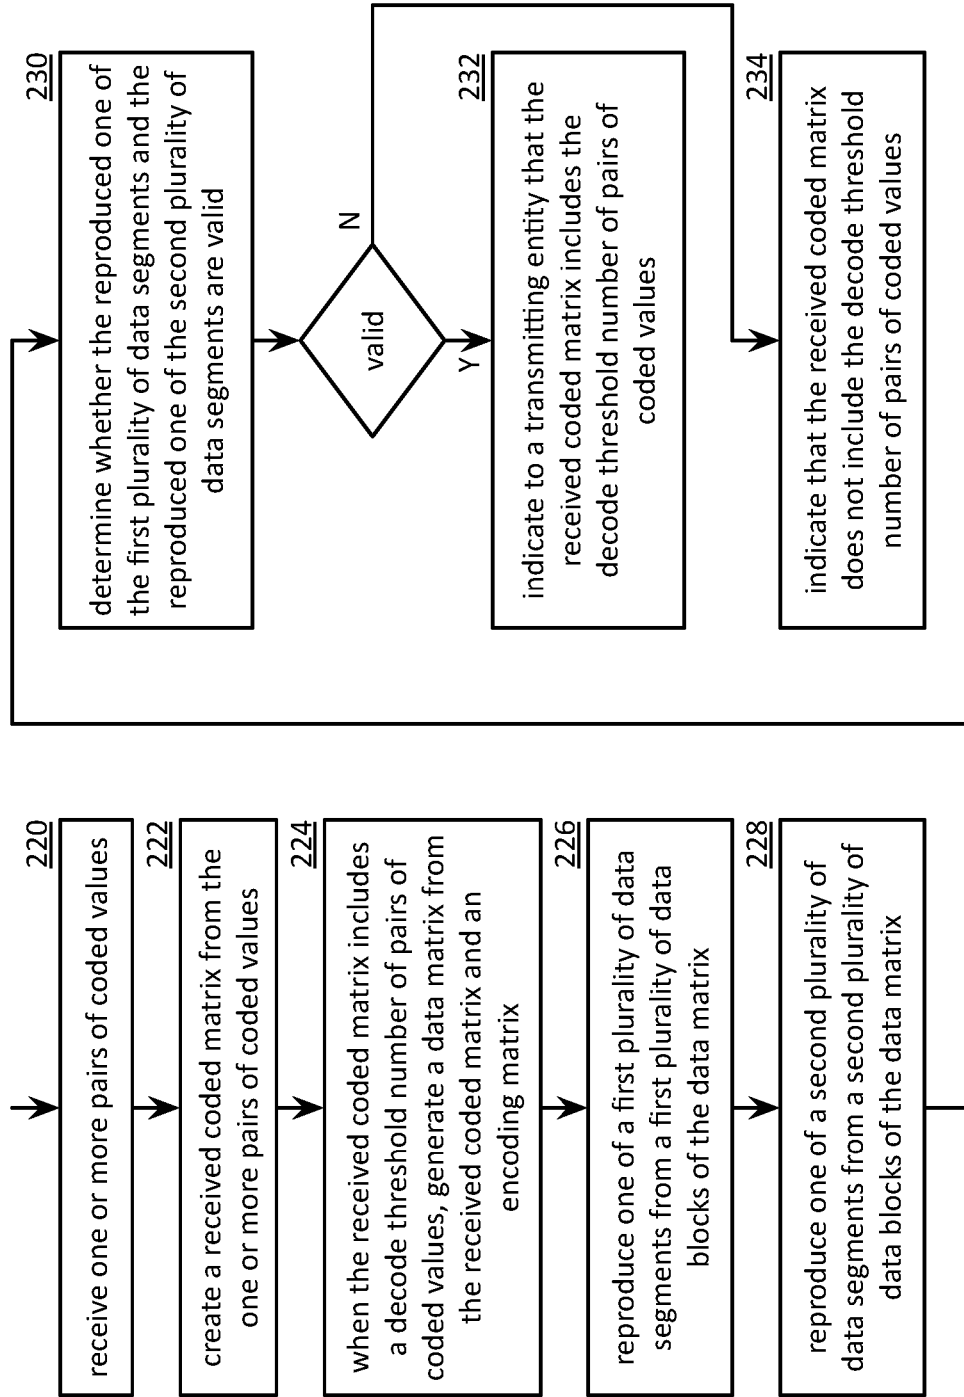 220
receive one or more pairs of coded values
222
create a received coded matrix from the
one or more pairs of coded values
224
when the received coded matrix includes
a decode threshold number of pairs of
coded values, generate a data matrix from
the received coded matrix and an
encoding matrix
226
reproduce one of a first plurality of data
segments from a first plurality of data
blocks of the data matrix
228
reproduce one of a second plurality of
data segments from a second plurality of
data blocks of the data matrix
230
determine whether the reproduced one of
the first plurality of data segments and the
reproduced one of the second plurality of
data segments are valid
valid
N
Y
232
indicate to a transmitting entity that the
received coded matrix includes the
decode threshold number of pairs of
coded values
234
indicate that the received coded matrix
does not include the decode threshold
number of pairs of coded values